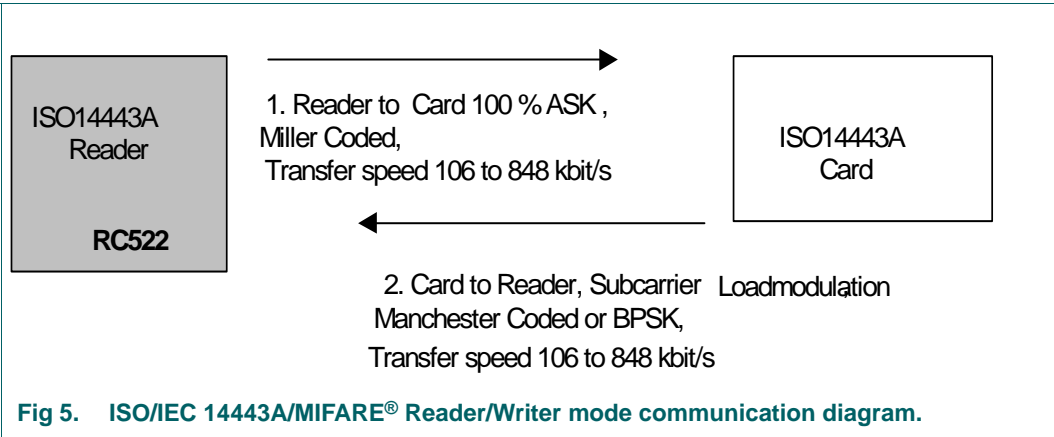 ISO14443A
Reader
RC522
1. Reader to Card 100 % ASK ,
Miller Coded,
Transfer speed 106 to 848 kbit/s
ISO14443A
Card
2. Card to Reader, Subcarrier Loadmodulation,
Manchester Coded or BPSK,
Transfer speed 106 to 848 kbit/s
Fig 5. ISO/IEC 14443A/MIFARE® Reader/Writer mode communication diagram.